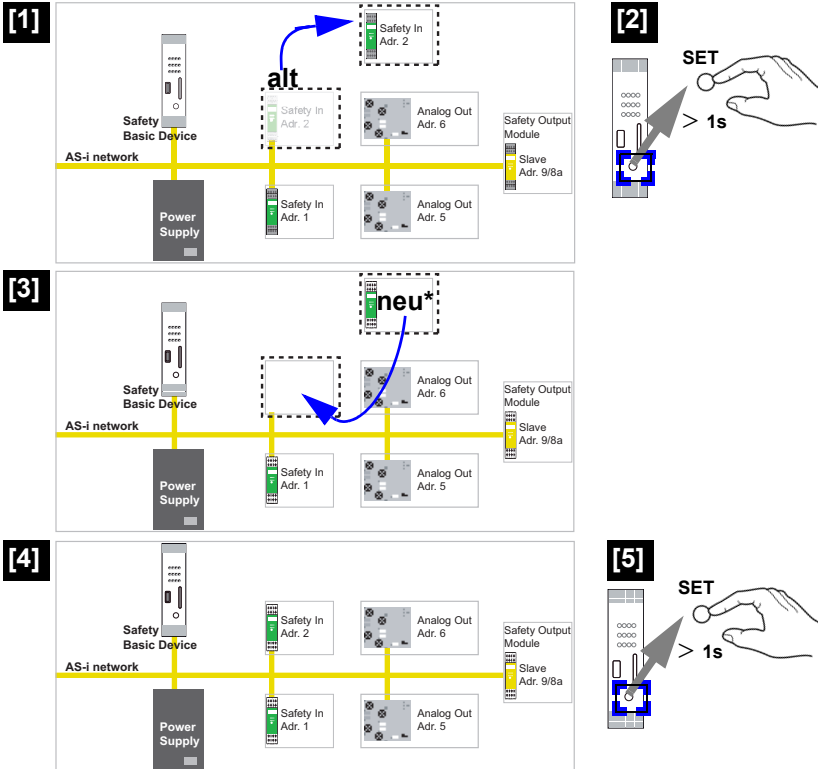 [1]
Safety In
Adr. 2
alt
Safety In
Adr. 2
Analog Out
Adr. 6
Safety Output
Module
Safety
Basic Device
AS-i network
Slave
Adr. 9/8a
Power
Supply
Safety In
Adr. 1
Analog Out
Adr. 5
[2]
SET
> 1s
[3]
neu*
Analog Out
Adr. 6
Safety Output
Module
Safety
Basic Device
AS-i network
Slave
Adr. 9/8a
Power
Supply
Safety In
Adr. 1
Analog Out
Adr. 5
[4]
Safety In
Adr. 2
Analog Out
Adr. 6
Safety Output
Module
Safety
Basic Device
AS-i network
Slave
Adr. 9/8a
Power
Supply
Safety In
Adr. 1
Analog Out
Adr. 5
[5]
SET
> 1s